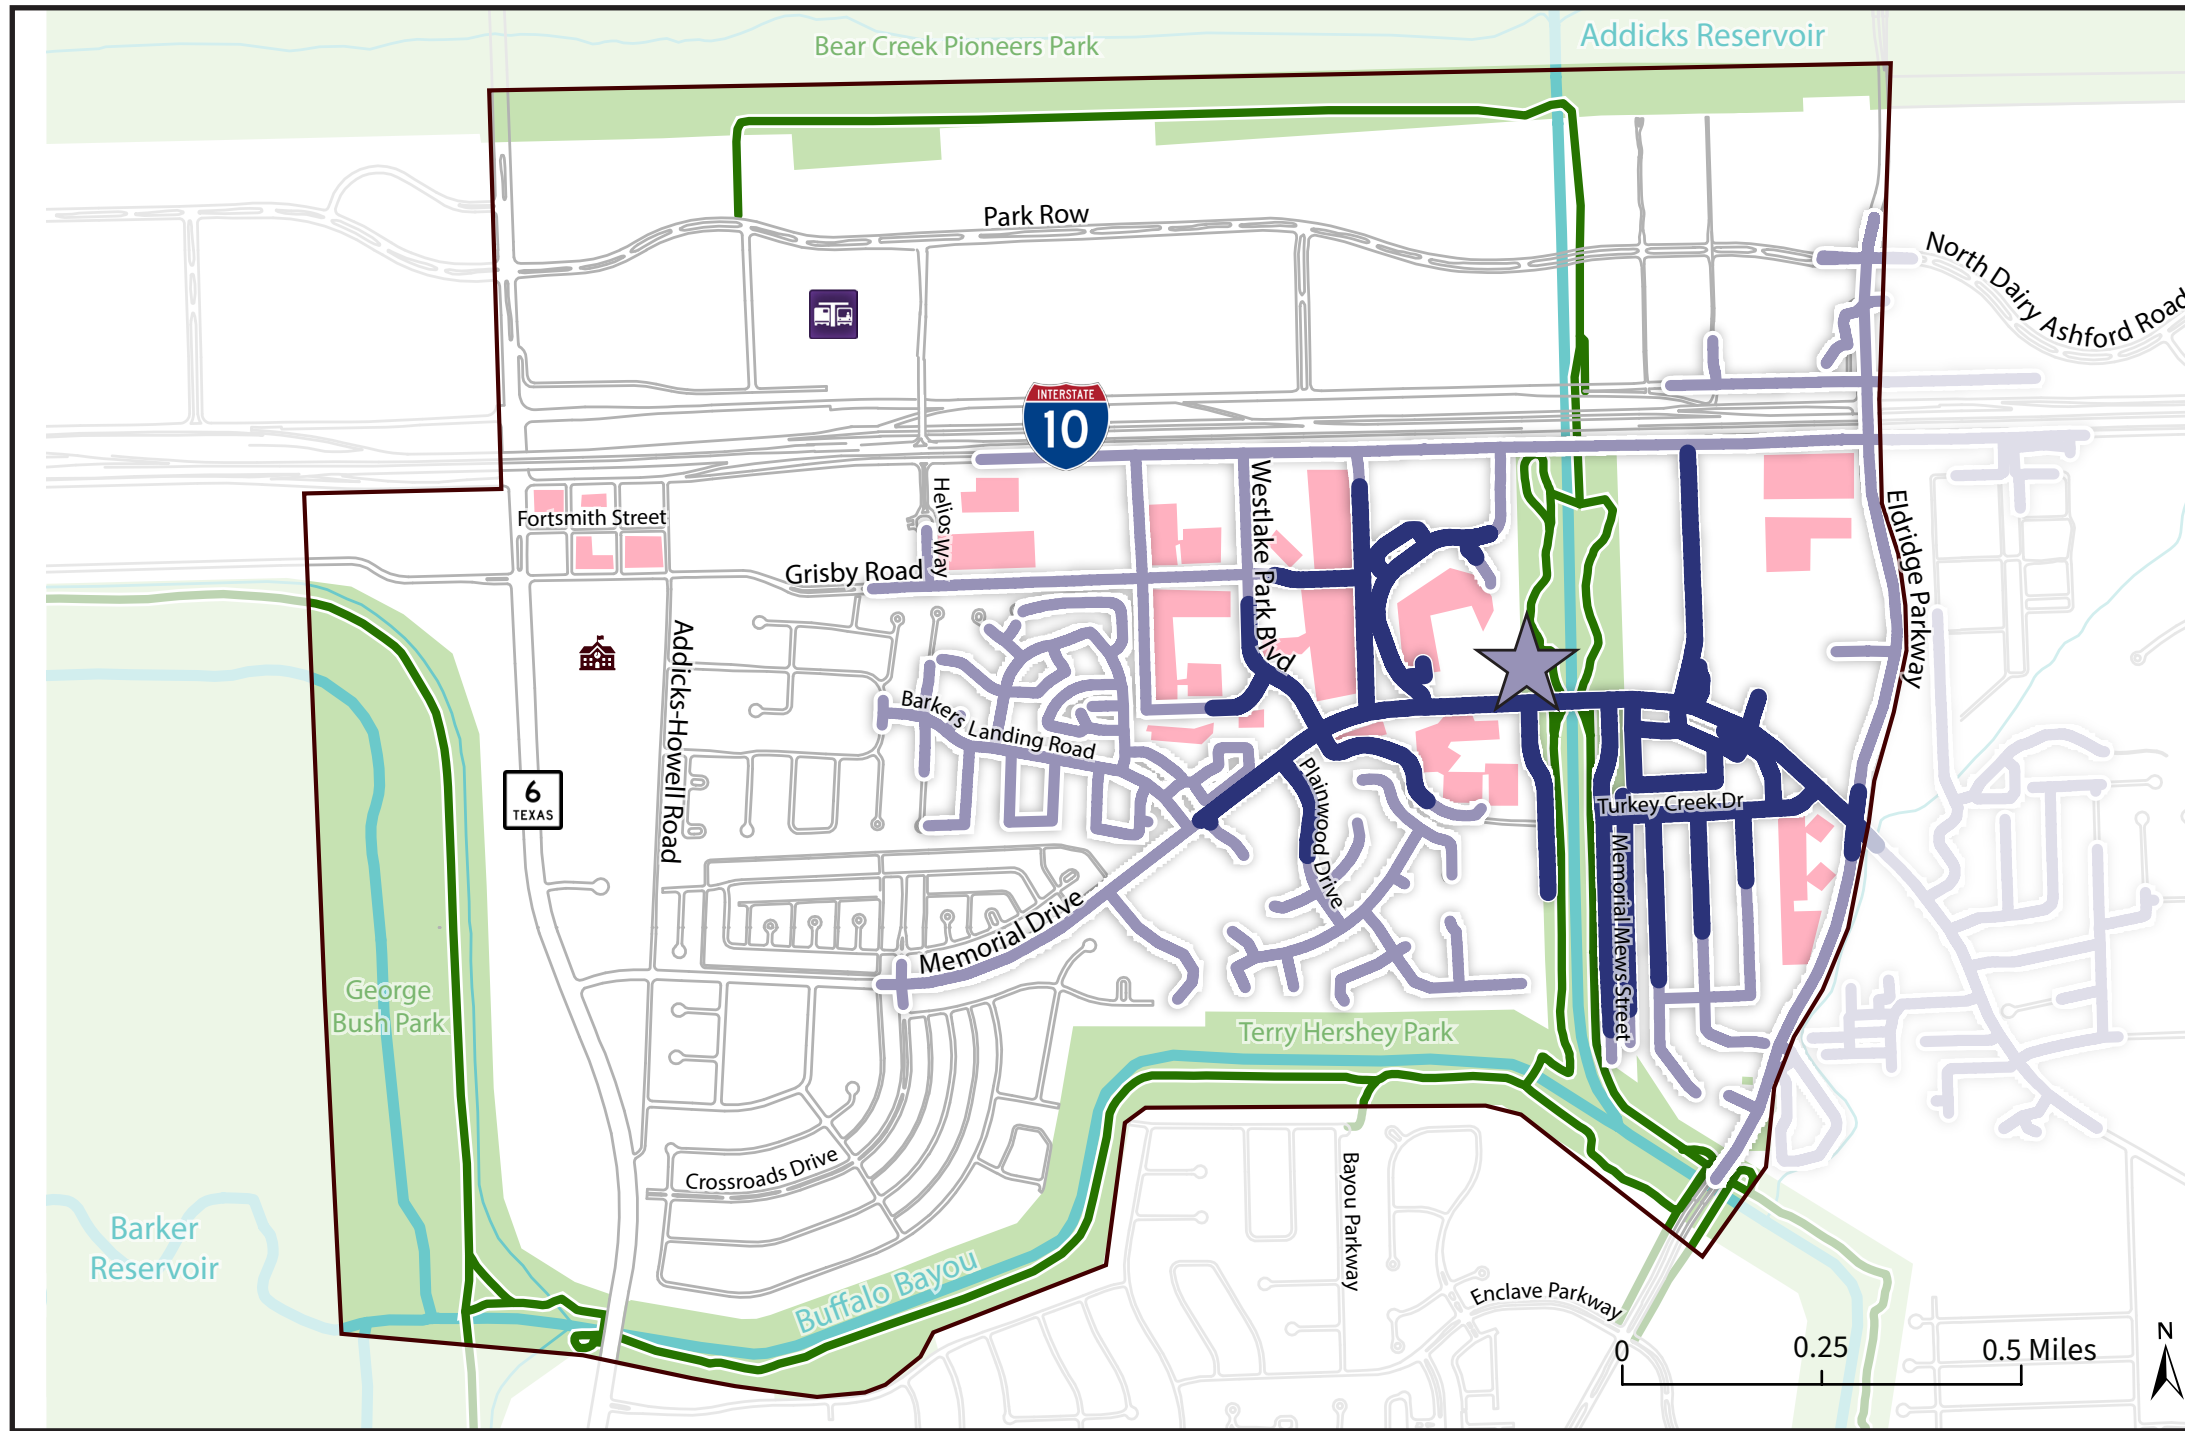 Bear Creek Pioneers Park
Addicks Reservoir
Park Row
North Dairy Ashford Road
INTERSTATE
10
Fortsmith Street
Helios Way
Westlake Park Blvd
Eldridge Parkway
Grisby Road
Addicks-Howell Road
Barkers Landing Road
6
TEXAS
Plainwood Drive
Turkey Creek Dr
Memorial Mews Street
Memorial Drive
George
Bush Park
Terry Hershey Park
Crossroads Drive
Bayou Parkway
Barker
Reservoir
Buffalo Bayou
Enclave Parkway
N
0
0.25
0.5 Miles